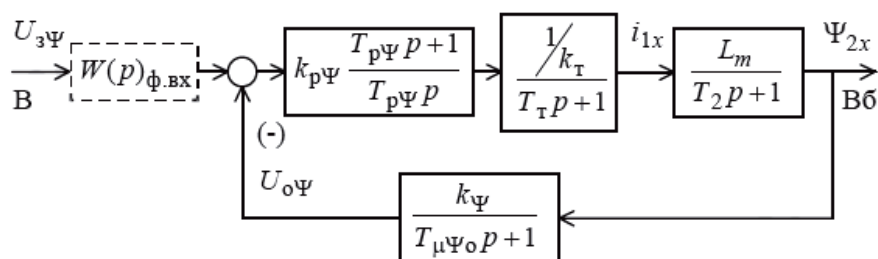 U_зΨ
В
W(p)_ф.вх
(-)
k_рΨ (T_рΨ p+1)/(T_рΨ p)
(1/k_т)/(T_т p+1)
i_1x
L_m/(T_2 p+1)
Ψ_2x
Вб
U_оΨ
k_Ψ/(T_μΨо p+1)